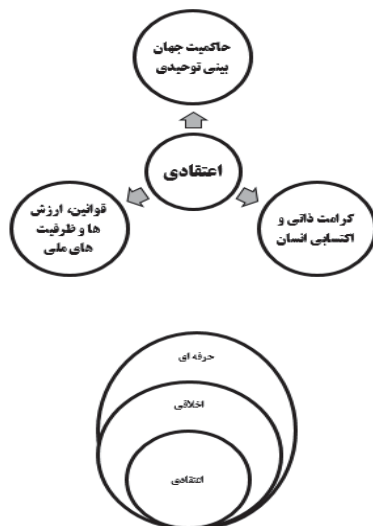 حاکمیت جهان
بینی توحیدی
اعتقادی
قوانین، ارزش
ها و ظرفیت
های ملی
کرامت ذاتی و
اکتسابی انسان
حرفه ای
اخلاقی
اعتقادی